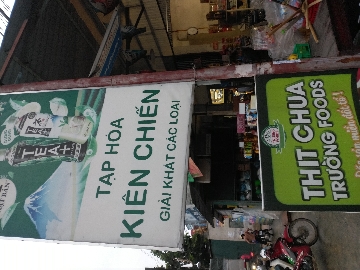 TEA+
TẠP HÓA
KIÊN CHIẾN
GIẢI KHÁT CÁC LOẠI
THỊT CHUA
TRƯỜNG FOODS